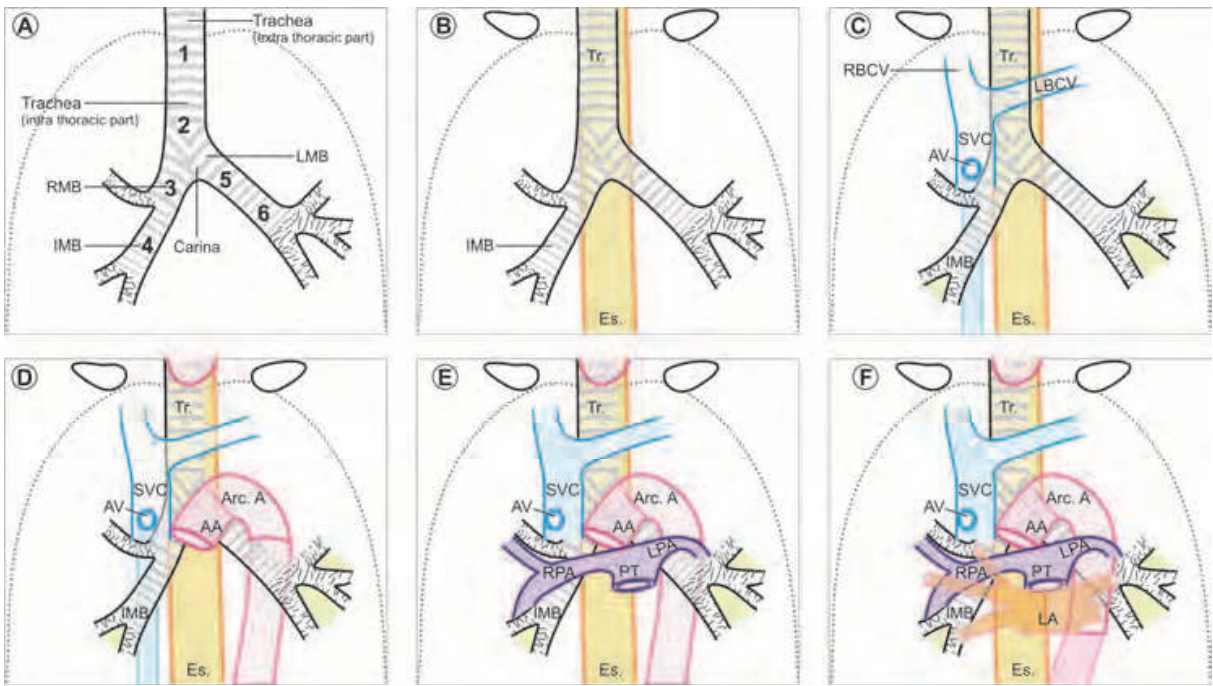 A
Trachea
(extra thoracic part)
1
Trachea
(intra thoracic part)
2
LMB
RMB
3
5
6
IMB
4
Carina
B
Tr.
IMB
Es.
C
RBCV
Tr.
LBCV
SVC
AV
IMB
Es.
D
Tr.
SVC
Arc. A
AV
AA
IMB
Es.
E
Tr.
SVC
Arc. A
AV
AA
LPA
RPA
PT
IMB
Es.
F
Tr.
SVC
Arc. A
AV
AA
LPA
RPA
PT
IMB
LA
Es.